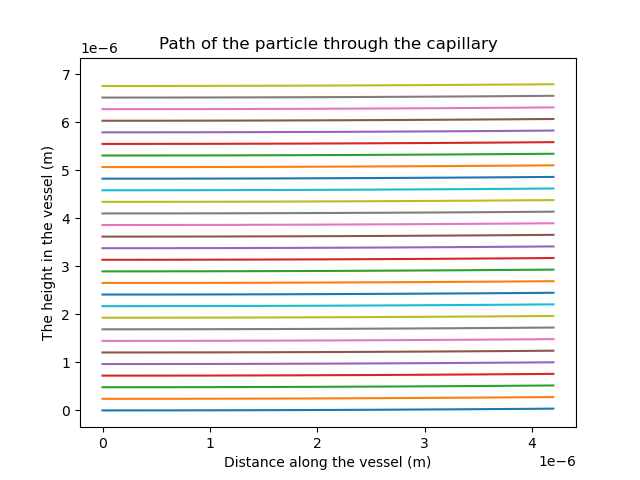 Path of the particle through the capillary
1e−6
7
6
5
4
3
2
1
0
The height in the vessel (m)
0 1 2 3 4
1e−6
Distance along the vessel (m)